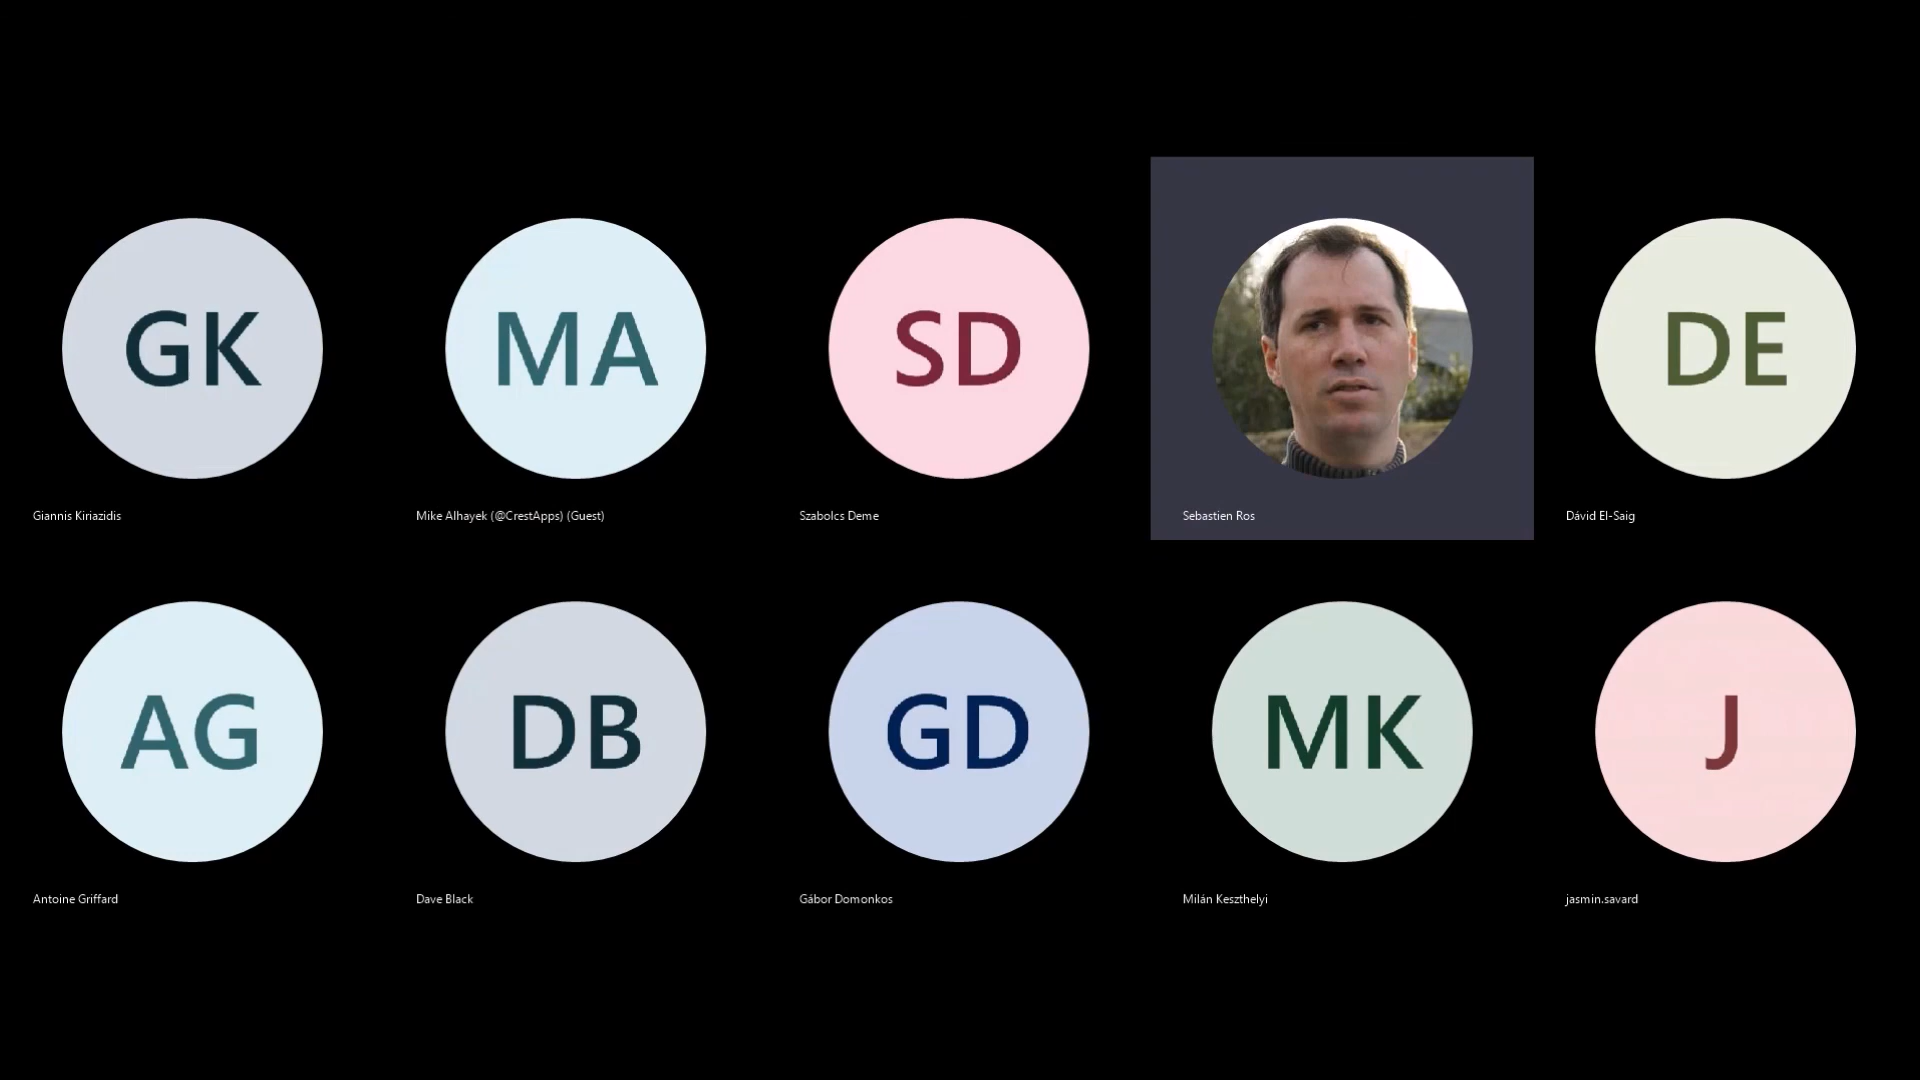 GK
MA
SD
DE
Giannis Kiriazidis
Mike Alhayek (@CrestApps) (Guest)
Szabolcs Deme
Sebastien Ros
Dávid El-Saig
AG
DB
GD
MK
J
Antoine Griffard
Dave Black
Gábor Domonkos
Milán Keszthelyi
jasmin.savard